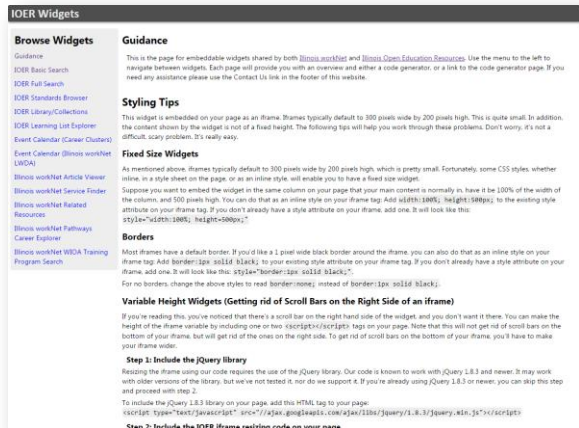 IOER Widgets
Browse Widgets
Guidance
IOER Basic Search
IOER Full Search
IOER Standards Browser
IOER Library/Collections
IOER Learning List Explorer
Event Calendar (Career Clusters)
Event Calendar (Illinois workNet
LWDA)
Illinois workNet Article Viewer
Illinois workNet Service Finder
Illinois workNet Related
Resources
Illinois workNet Pathways
Career Explorer
Illinois workNet WIOA Training
Program Search
Guidance
This is the page for embeddable widgets shared by both Illinois workNet and Illinois Open Education Resources. Use the menu to the left to
navigate between widgets. Each page will provide you with an overview and either a code generator, or a link to the code generator page. If you
need any assistance please use the Contact Us link in the footer of this website.
Styling Tips
This widget is embedded on your page as an iframe. Iframes typically default to 300 pixels wide by 200 pixels high. This is quite small. In addition,
the content shown by the widget is not of a fixed height. The following tips will help you work through these problems. Don't worry, it's not a
difficult, scary problem. It's really easy.
Fixed Size Widgets
As mentioned above, iframes typically default to 300 pixels wide by 200 pixels high, which is pretty small. Fortunately, some CSS styles, whether
inline, in a style sheet on the page, or as an inline style, will enable you to have a fixed size widget.
Suppose you want to embed the widget in the same column on your page that your main content is normally in, have it be 100% of the width of
the column, and 500 pixels high. You can do that as an inline style on your iframe tag: Add width:100%; height:500px; to the existing style
attribute on your iframe tag. If you don't already have a style attribute on your iframe, add one. It will look like this:
style="width:100%; height=500px;"
Borders
Most iframes have a default border. If you'd like a 1 pixel wide black border around the iframe, you can also do that as an inline style on your
iframe tag: Add border:1px solid black; to your existing style attribute on your iframe tag. If you don't already have a style attribute on your
iframe, add one. It will look like this: style="border:1px solid black;".
For no borders, change the above styles to read border:none; instead of border:1px solid black;.
Variable Height Widgets (Getting rid of Scroll Bars on the Right Side of an iframe)
If you're reading this, you've noticed that there's a scroll bar on the right hand side of the widget, and you don't want it there. You can make the
height of the iframe variable by including one or two <script></script> tags on your page. Note that this will not get rid of scroll bars on the
bottom of your iframe, but will get rid of the ones on the right side. To get rid of scroll bars on the bottom of your iframe, you'll have to make
your iframe wider.
Step 1: Include the jQuery library
Resizing the iframe using our code requires the use of the jQuery library. Our code is known to work with jQuery 1.8.3 and newer. It may work
with older versions of the library, but we've not tested it, nor do we support it. If you're already using jQuery 1.8.3 or newer, you can skip this step
and proceed with step 2.
To include the jQuery 1.8.3 library on your page, add this HTML tag to your page:
<script type="text/javascript" src="//ajax.googleapis.com/ajax/libs/jquery/1.8.3/jquery.min.js"></script>
Step 2: Include the IOER iframe resizing code on your page